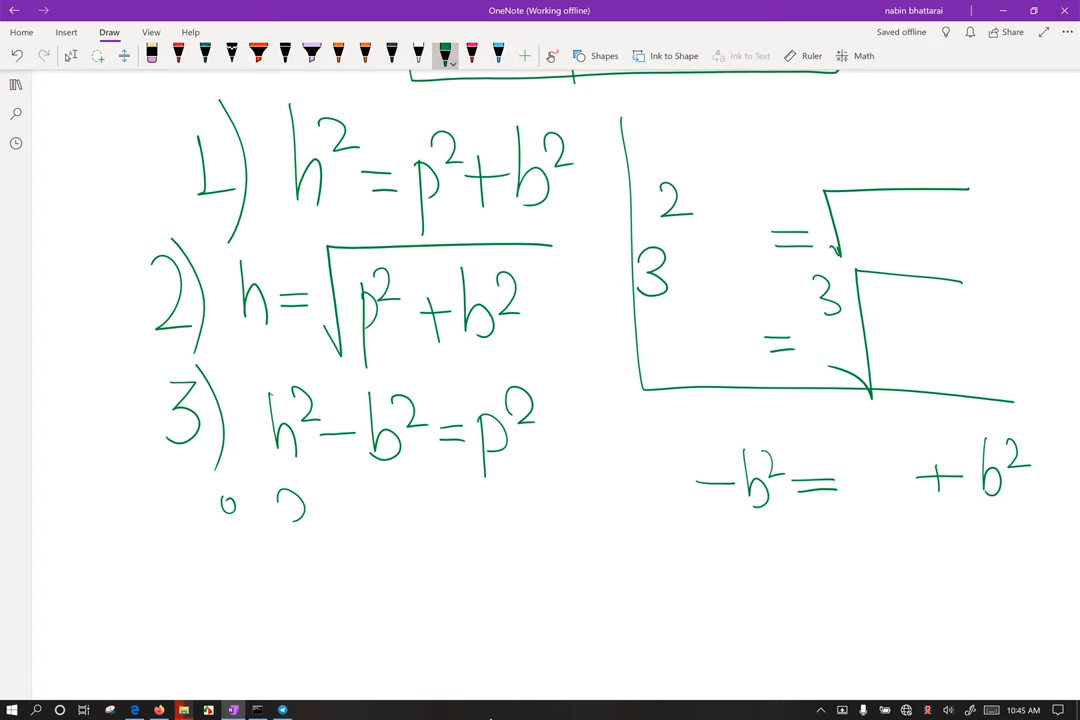 OneNote (Working offline)
nabin bhattarai
Home Insert Draw View Help
Saved offline
Share
Shapes
Ink to Shape
Ink to Text
Ruler
Math
1) h² = p² + b²
2) h = √(p² + b²)
3) h² - b² = p²
2
= √
3
= ³√
- b² = + b²
10:45 AM